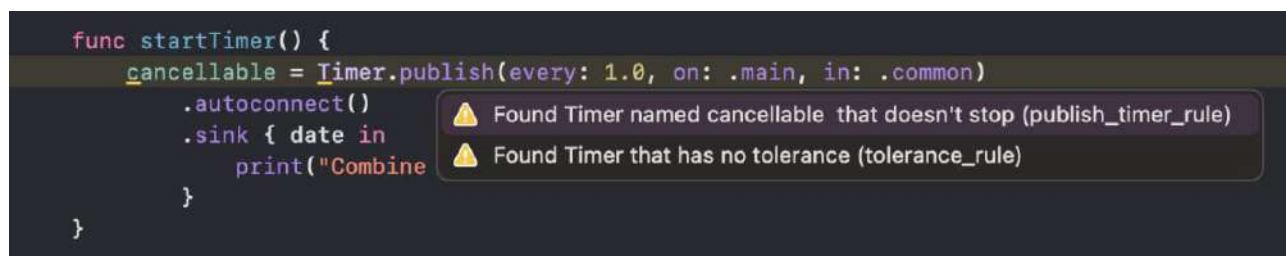 func startTimer() {
cancellable = Timer.publish(every: 1.0, on: .main, in: .common)
.autoconnect()
⚠ Found Timer named cancellable  that doesn't stop (publish_timer_rule)
.sink { date in
⚠ Found Timer that has no tolerance (tolerance_rule)
print("Combine
}
}